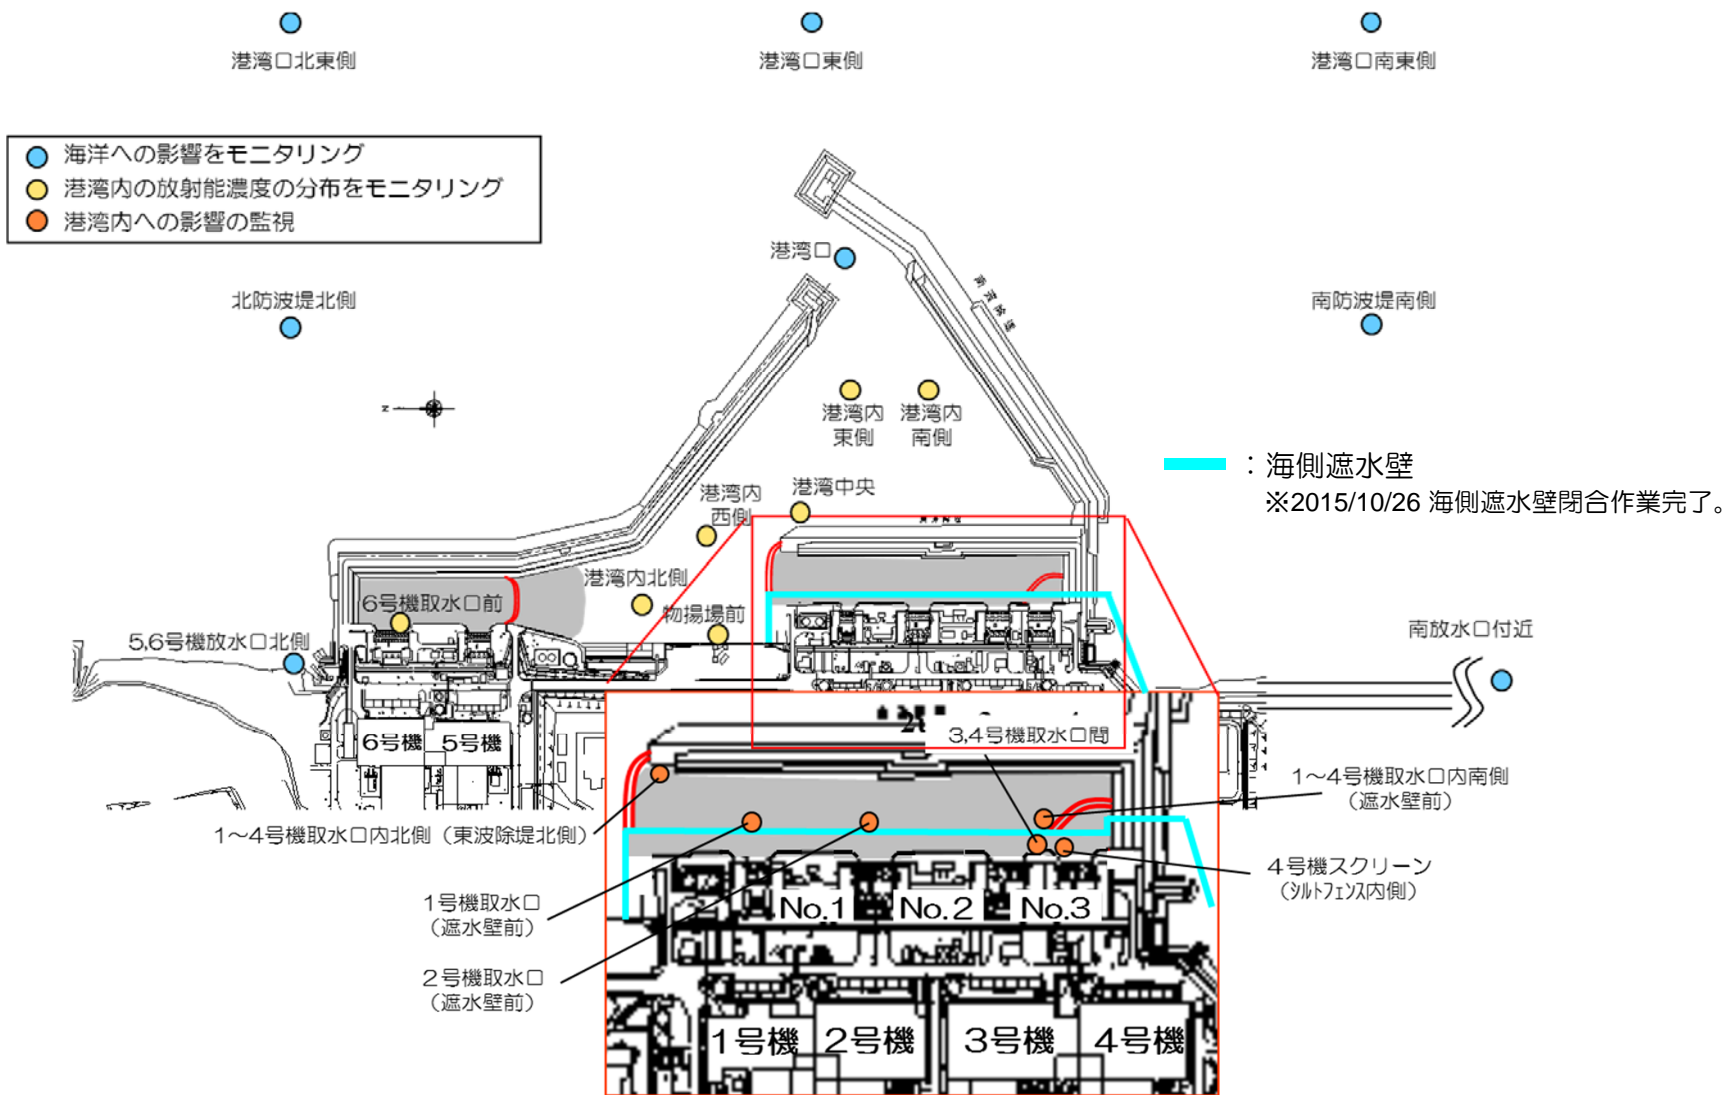 港湾口北東側
港湾口東側
港湾口南東側
海洋への影響をモニタリング
港湾内の放射能濃度の分布をモニタリング
港湾内への影響の監視
港湾口
北防波堤北側
南防波堤南側
N
港湾内
東側
港湾内
南側
:海側遮水壁
※2015/10/26 海側遮水壁閉合作業完了。
港湾内
西側
港湾中央
港湾内北側
6号機取水口前
物揚場前
5,6号機放水口北側
南放水口付近
6号機
5号機
3,4号機取水口間
1~4号機取水口内南側
(遮水壁前)
1~4号機取水口内北側(東波除堤北側)
4号機スクリーン
(シルトフェンス内側)
1号機取水口
(遮水壁前)
No.1
No.2
No.3
2号機取水口
(遮水壁前)
1号機
2号機
3号機
4号機